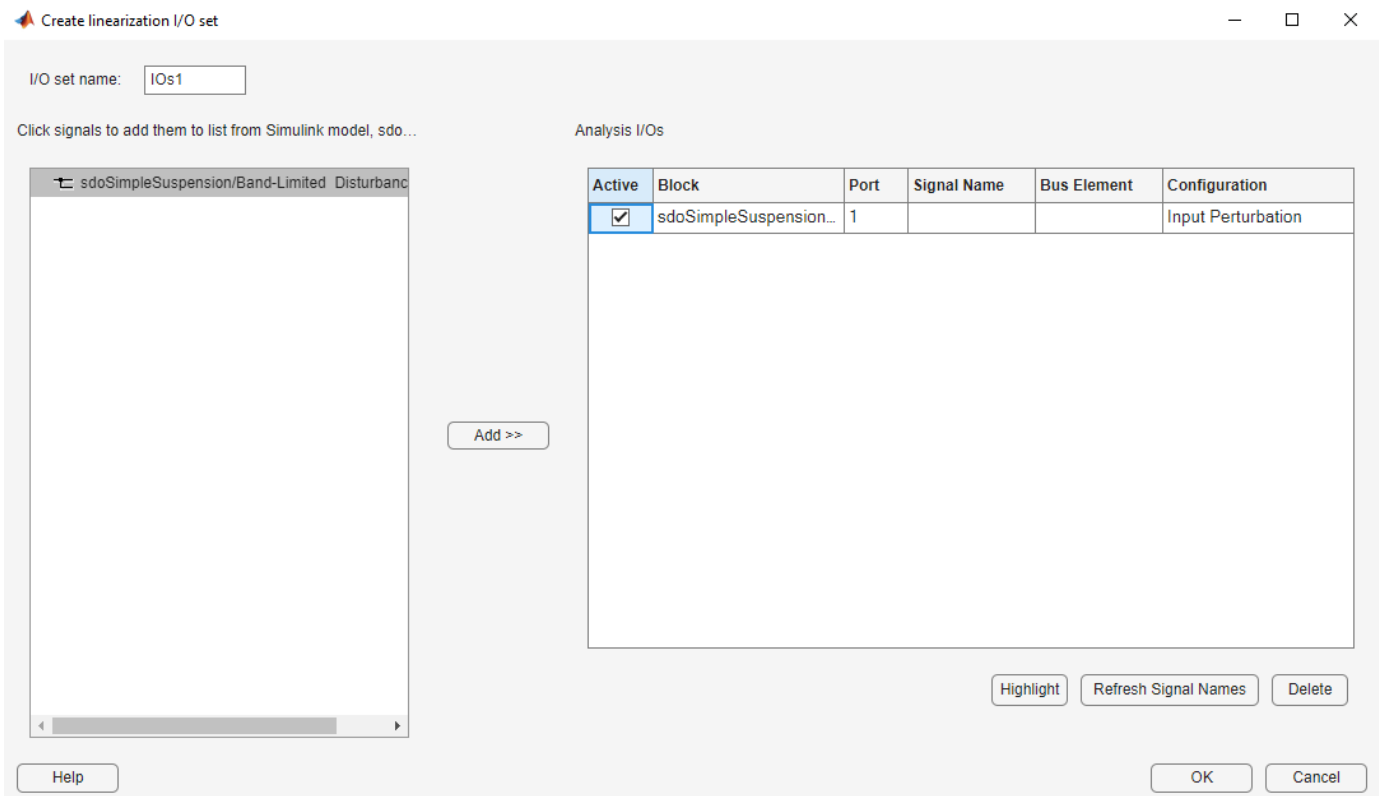 Create linearization I/O set
I/O set name: IOs1
Click signals to add them to list from Simulink model, sdo...
Analysis I/Os
sdoSimpleSuspension/Band-Limited Disturbanc
Active Block Port Signal Name Bus Element Configuration
sdoSimpleSuspension... 1 Input Perturbation
Add >>
Highlight Refresh Signal Names Delete
Help OK Cancel